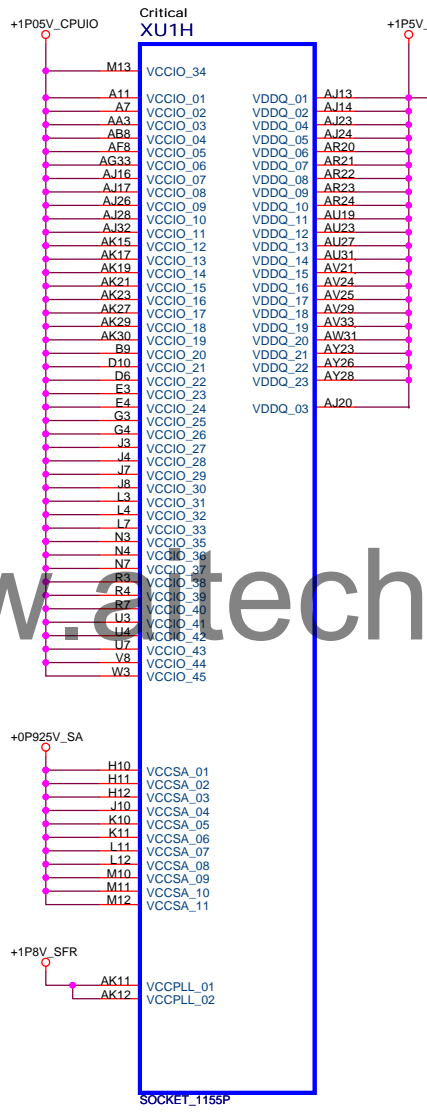 Critical
XU1H
+1P05V_CPUIO
+1P5V_
M13 VCCIO_34
A11 VCCIO_01 VDDQ_01 AJ13
A7 VCCIO_02 VDDQ_02 AJ14
AA3 VCCIO_03 VDDQ_04 AJ23
AB8 VCCIO_04 VDDQ_05 AJ24
AF8 VCCIO_05 VDDQ_06 AR20
AG33 VCCIO_06 VDDQ_07 AR21
AJ16 VCCIO_07 VDDQ_08 AR22
AJ17 VCCIO_08 VDDQ_09 AR23
AJ26 VCCIO_09 VDDQ_10 AR24
AJ28 VCCIO_10 VDDQ_11 AU19
AJ32 VCCIO_11 VDDQ_12 AU23
AK15 VCCIO_12 VDDQ_13 AU27
AK17 VCCIO_13 VDDQ_14 AU31
AK19 VCCIO_14 VDDQ_15 AV21
AK21 VCCIO_15 VDDQ_16 AV24
AK23 VCCIO_16 VDDQ_17 AV25
AK27 VCCIO_17 VDDQ_18 AV29
AK29 VCCIO_18 VDDQ_19 AV33
AK30 VCCIO_19 VDDQ_20 AW31
B9 VCCIO_20 VDDQ_21 AY23
D10 VCCIO_21 VDDQ_22 AY26
D6 VCCIO_22 VDDQ_23 AY28
E3 VCCIO_23
E4 VCCIO_24 VDDQ_03 AJ20
G3 VCCIO_25
G4 VCCIO_26
J3 VCCIO_27
J4 VCCIO_28
J7 VCCIO_29
J8 VCCIO_30
L3 VCCIO_31
L4 VCCIO_32
L7 VCCIO_33
N3 VCCIO_35
N4 VCCIO_36
N7 VCCIO_37
R3 VCCIO_38
R4 VCCIO_39
R7 VCCIO_40
U3 VCCIO_41
U4 VCCIO_42
U7 VCCIO_43
V8 VCCIO_44
W3 VCCIO_45
w.aitech
+0P925V_SA
H10 VCCSA_01
H11 VCCSA_02
H12 VCCSA_03
J10 VCCSA_04
K10 VCCSA_05
K11 VCCSA_06
L11 VCCSA_07
L12 VCCSA_08
M10 VCCSA_09
M11 VCCSA_10
M12 VCCSA_11
+1P8V_SFR
AK11 VCCPLL_01
AK12 VCCPLL_02
SOCKET_1155P